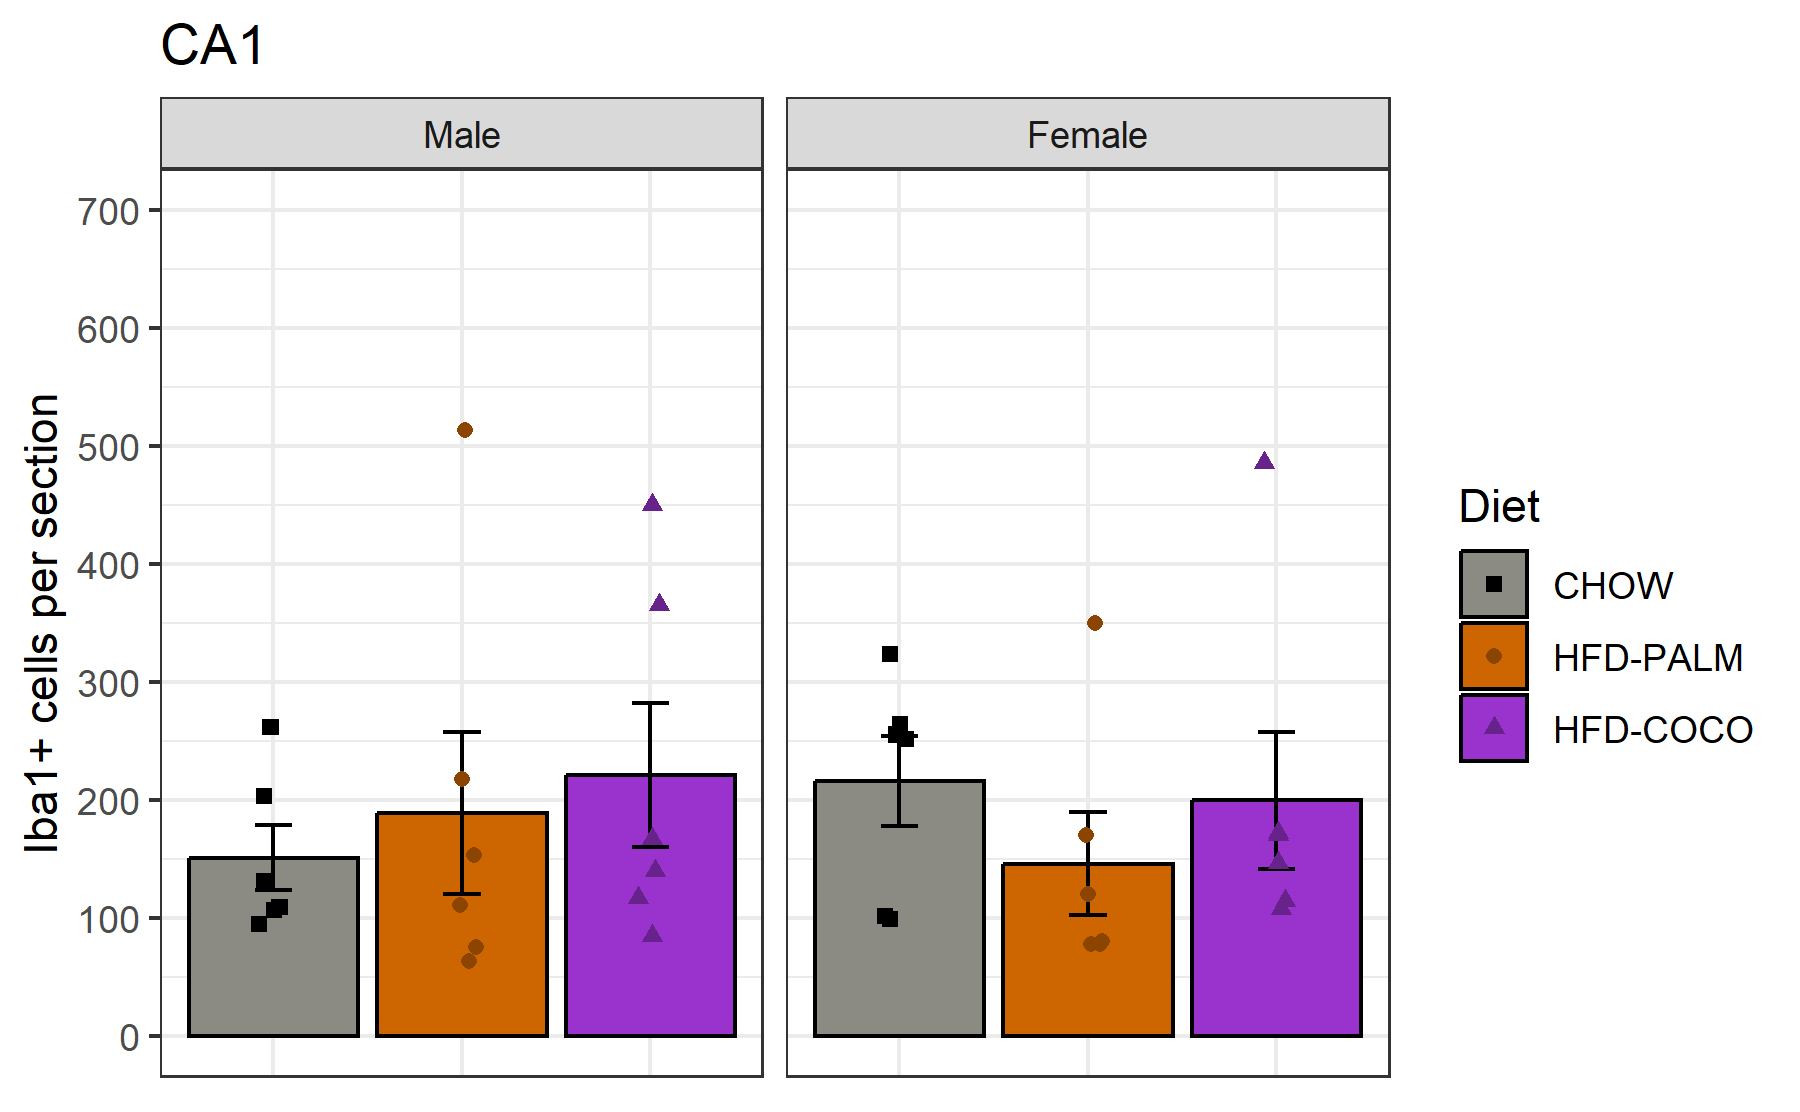 CA1
Male
Female
Iba1+ cells per section
700
600
500
400
300
200
100
0
Diet
CHOW
HFD-PALM
HFD-COCO